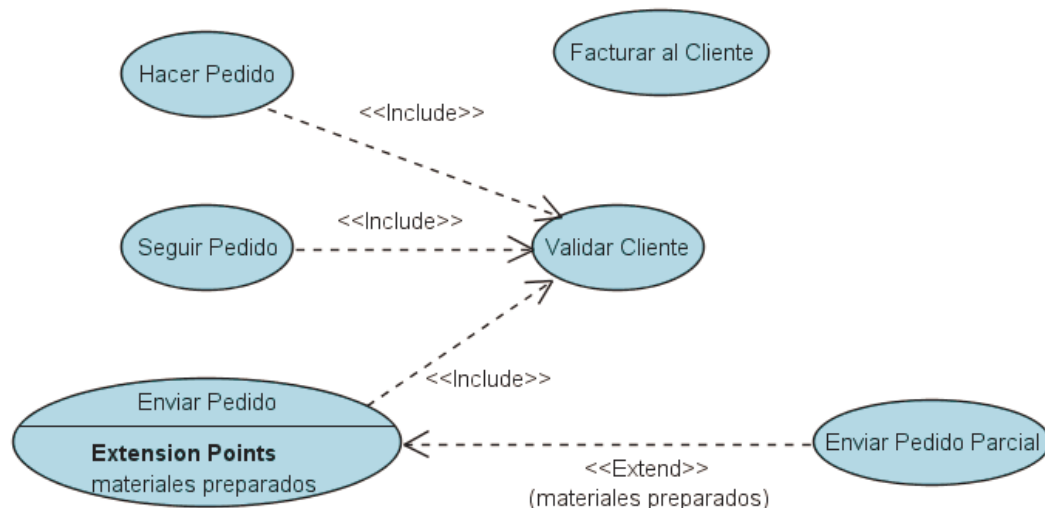 Facturar al Cliente
Hacer Pedido
<<Include>>
<<Include>>
Seguir Pedido
Validar Cliente
<<Include>>
Enviar Pedido
Extension Points
materiales preparados
Enviar Pedido Parcial
<<Extend>>
(materiales preparados)